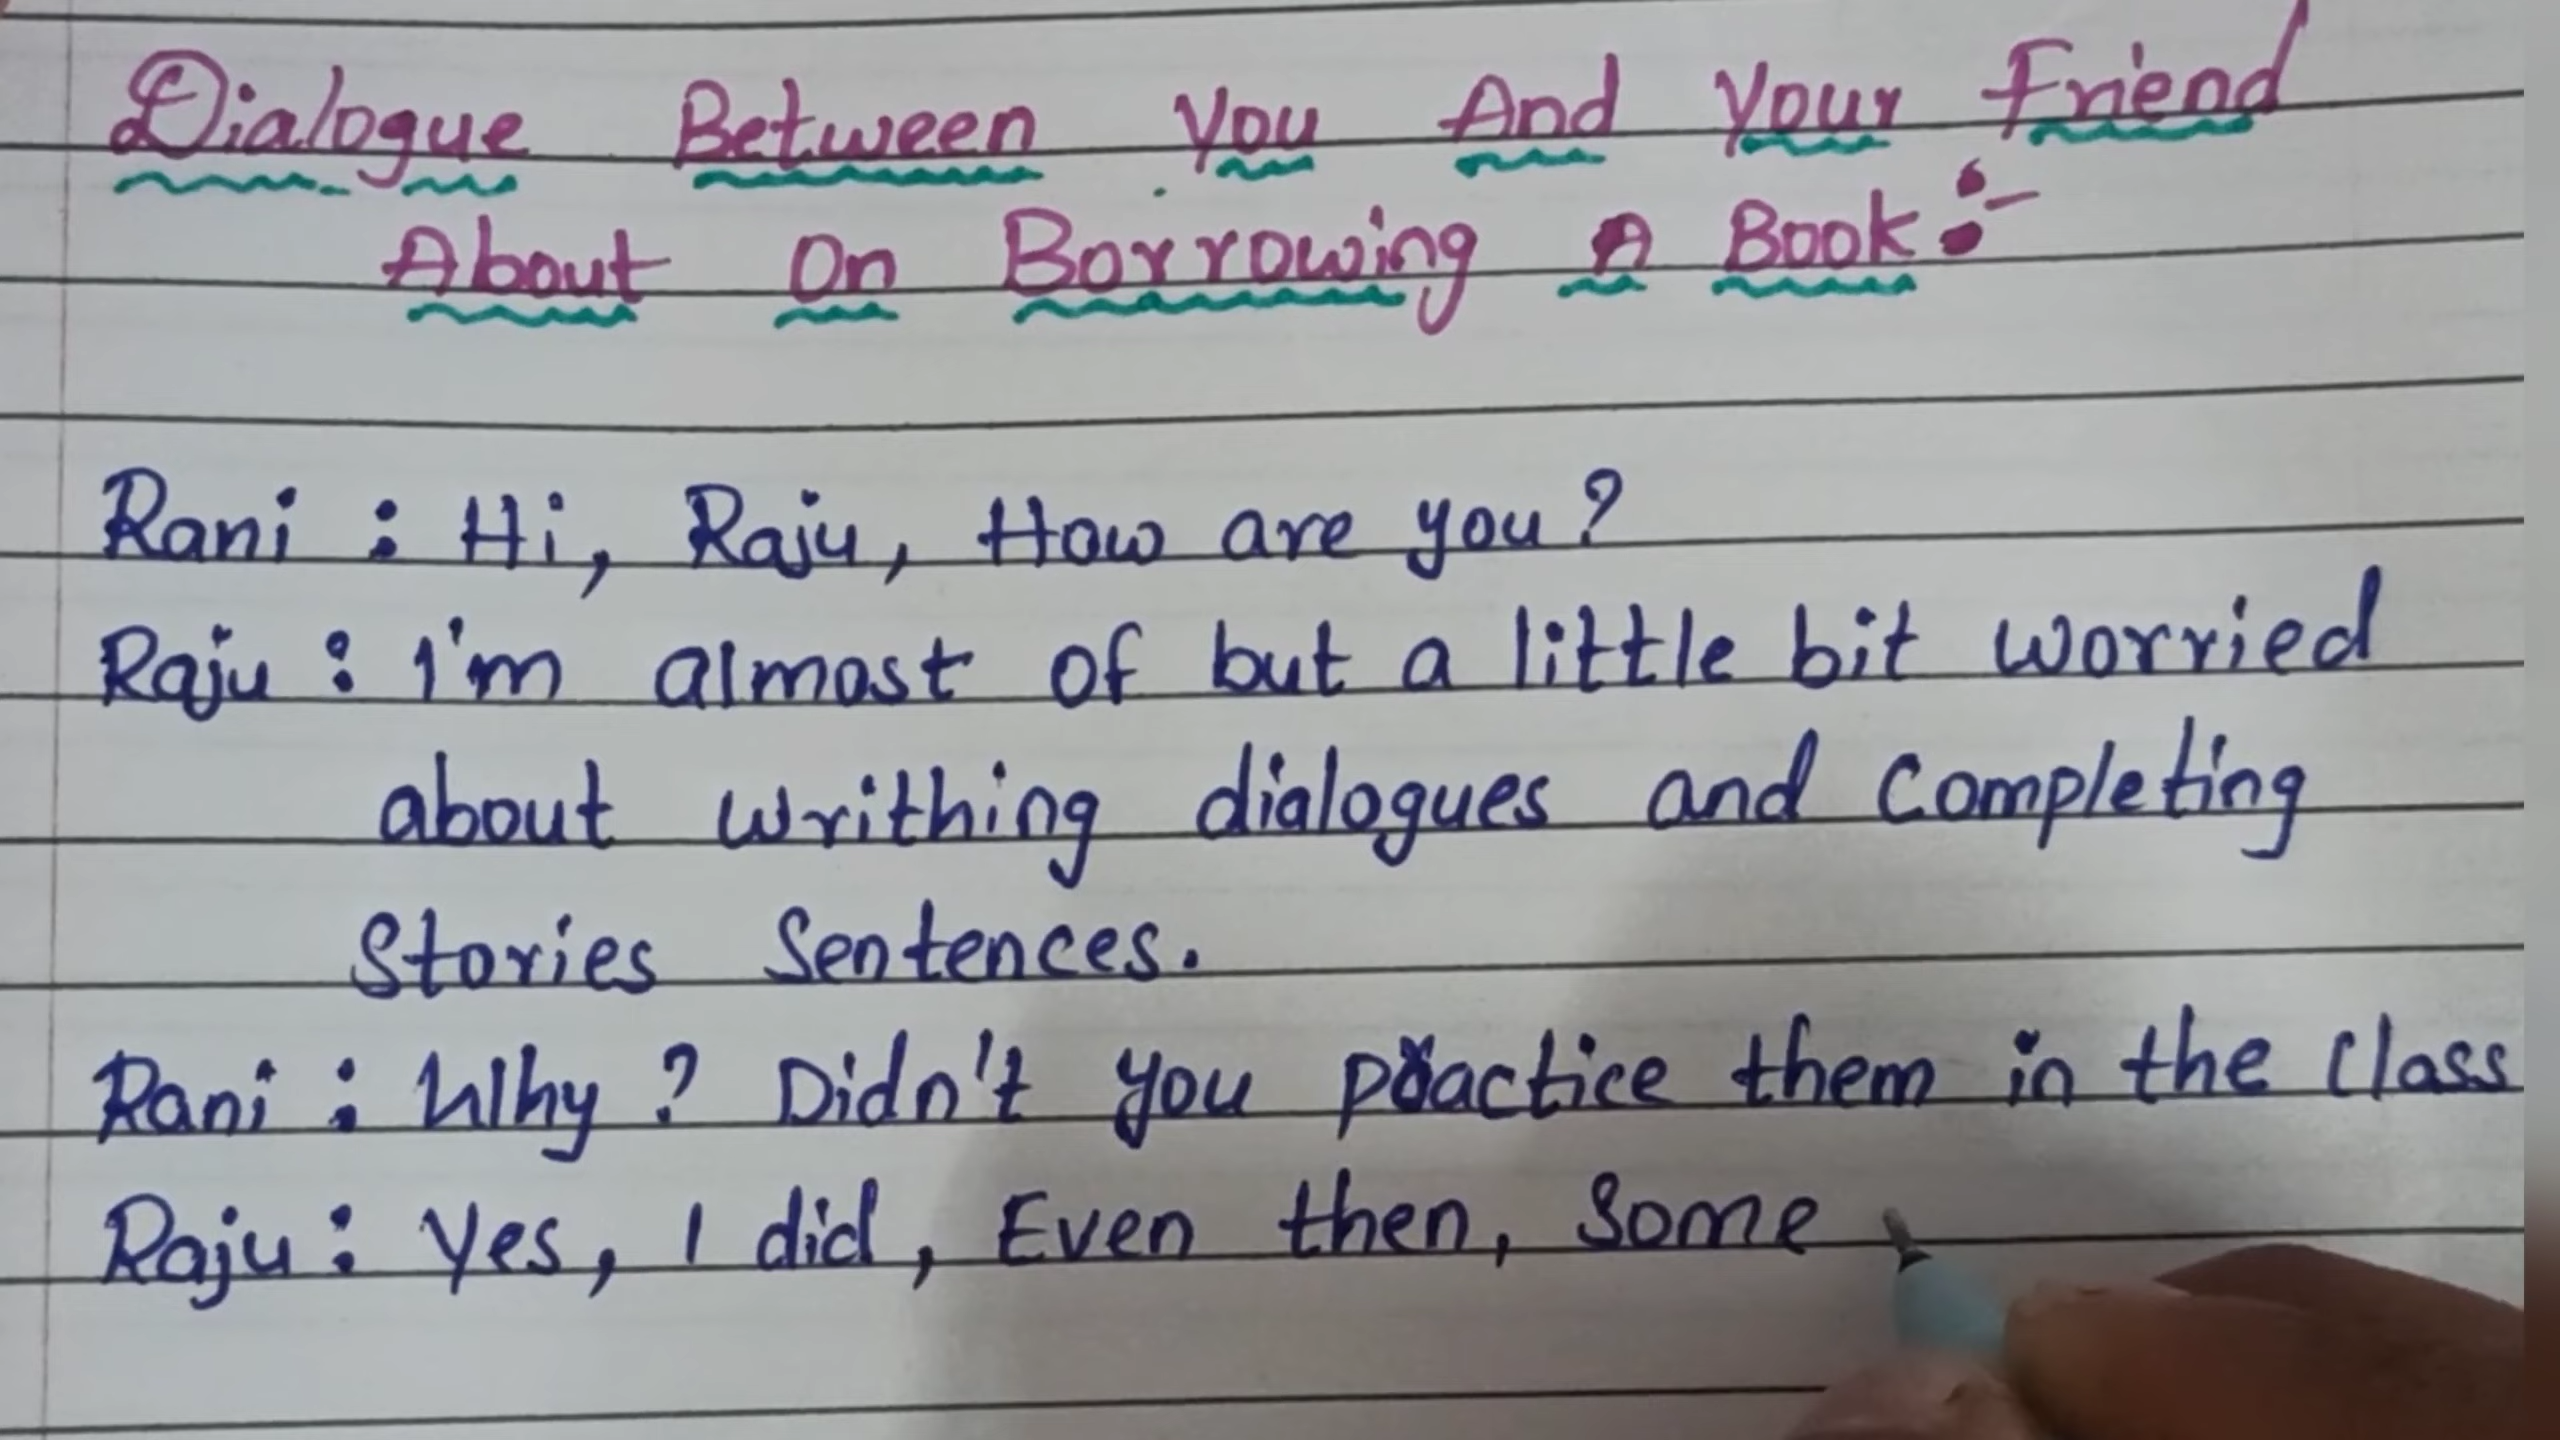 Dialogue Between You And Your Friend
About On Borrowing A Book:-
Rani : Hi, Raju, How are you?
Raju : I'm almost of but a little bit worried
about writhing dialogues and Completing
Stories Sentences.
Rani : Why? Didn't you practice them in the Class
Raju : Yes, I did, Even then, Some